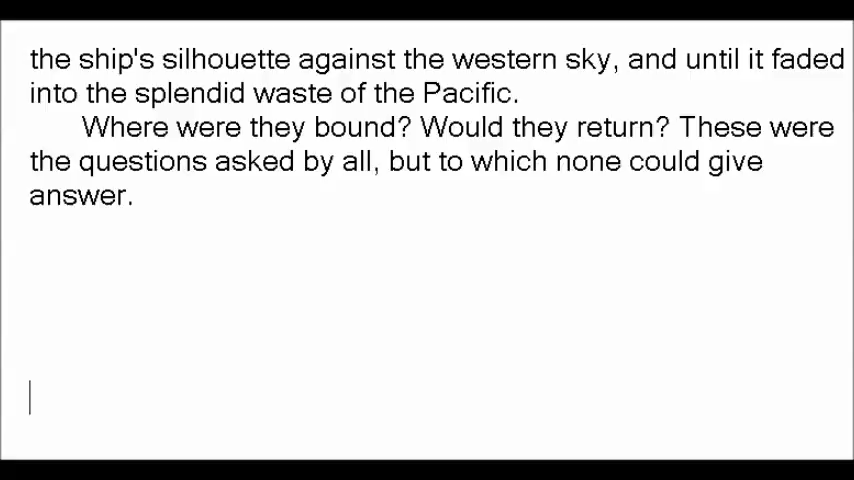 the ship's silhouette against the western sky, and until it faded
into the splendid waste of the Pacific.
Where were they bound? Would they return? These were
the questions asked by all, but to which none could give
answer.